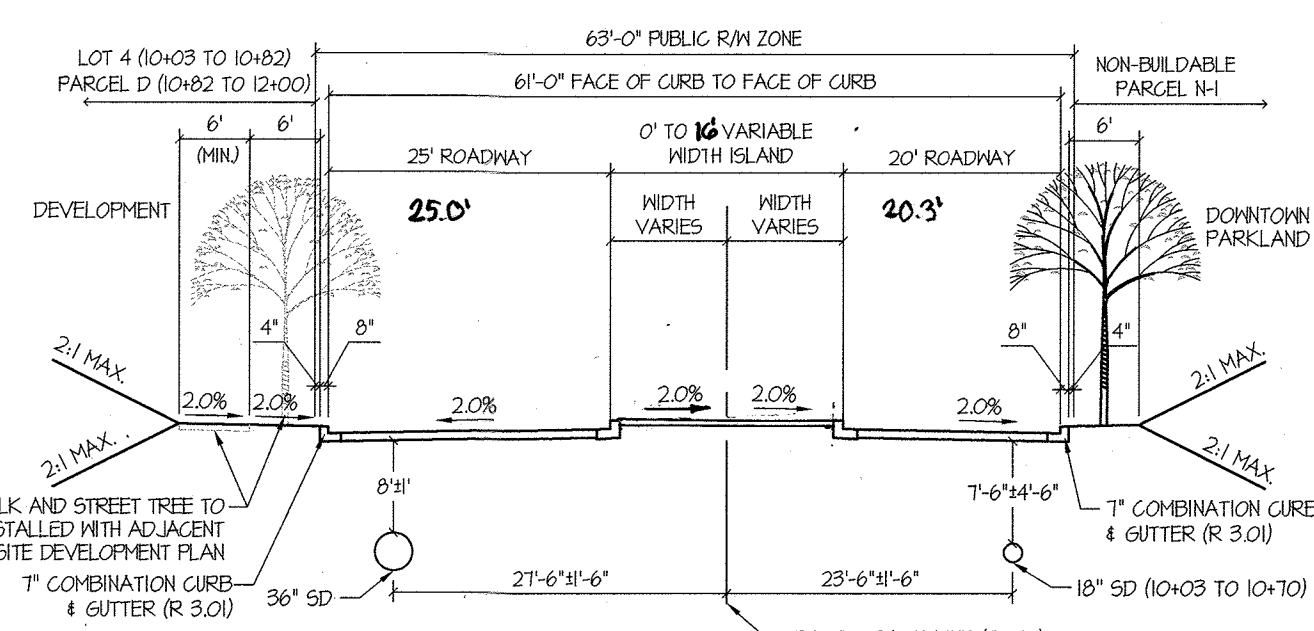 63'-0" PUBLIC R/W ZONE
LOT 4 (10+03 TO 10+82)
PARCEL D (10+82 TO 12+00)
61'-0" FACE OF CURB TO FACE OF CURB
NON-BUILDABLE
PARCEL N-1
6'
(MIN.)
6'
0' TO 16' VARIABLE
WIDTH ISLAND
6'
25' ROADWAY
20' ROADWAY
DEVELOPMENT
25.0'
WIDTH
VARIES
WIDTH
VARIES
20.3'
DOWNTOWN
PARKLAND
4"
8"
8"
4"
2:1 MAX.
2:1 MAX.
2.0%
2.0%
2.0%
2.0%
2.0%
2.0%
2:1 MAX.
2:1 MAX.
8'±1'
7'-6"±4'-6"
LK AND STREET TREE TO
STALLED WITH ADJACENT
SITE DEVELOPMENT PLAN
7" COMBINATION CURB
& GUTTER (R 3.01)
36" SD
27'-6"±1'-6"
23'-6"±1'-6"
7" COMBINATION CURB
& GUTTER (R 3.01)
18" SD (10+03 TO 10+70)